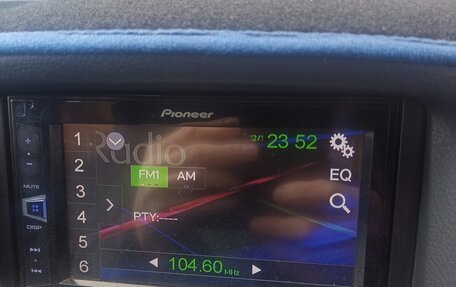 Pioneer
1
Radio
12/1 23 52
2
FM1 AM
EQ
MUTE
3
4
PTY:----
DISP
5
6
104.60 MHz